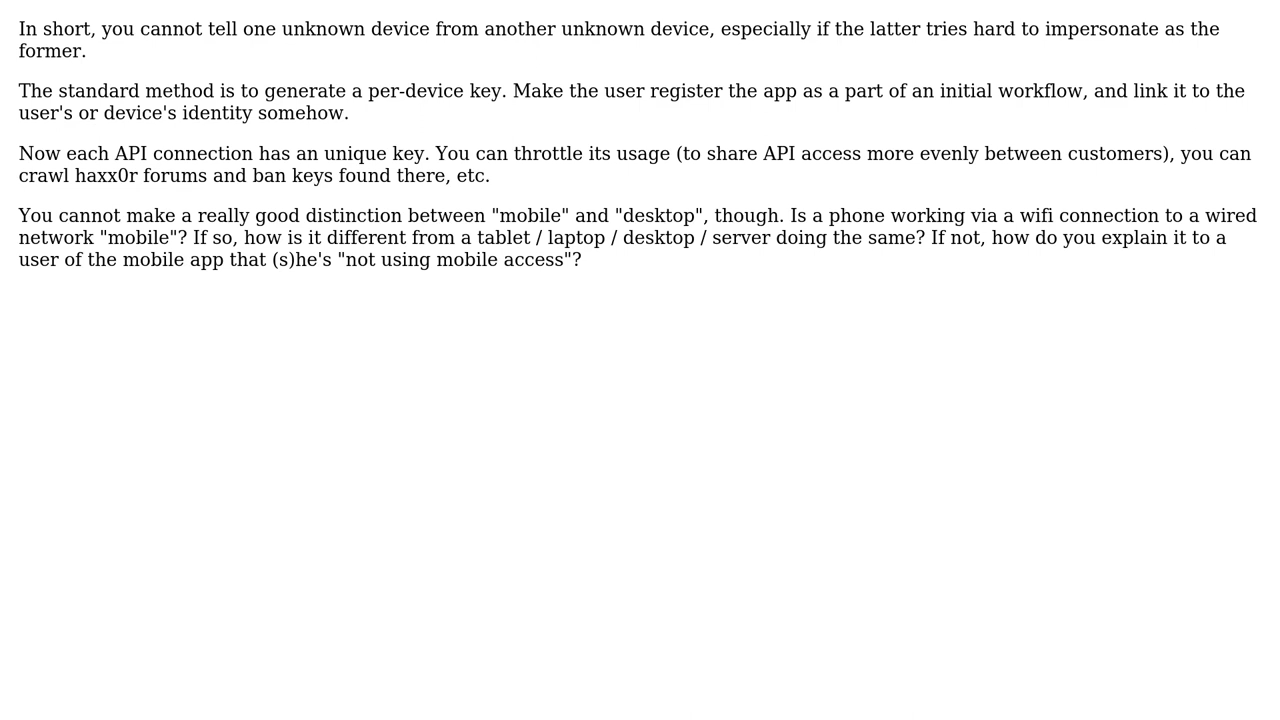 In short, you cannot tell one unknown device from another unknown device, especially if the latter tries hard to impersonate as the
former.
The standard method is to generate a per-device key. Make the user register the app as a part of an initial workflow, and link it to the
user's or device's identity somehow.
Now each API connection has an unique key. You can throttle its usage (to share API access more evenly between customers), you can
crawl haxx0r forums and ban keys found there, etc.
You cannot make a really good distinction between "mobile" and "desktop", though. Is a phone working via a wifi connection to a wired
network "mobile"? If so, how is it different from a tablet / laptop / desktop / server doing the same? If not, how do you explain it to a
user of the mobile app that (s)he's "not using mobile access"?